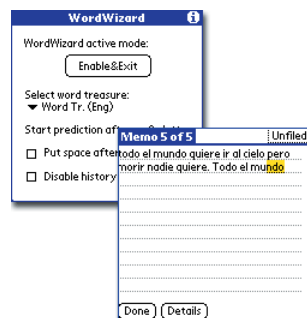 WordWizard
WordWizard active mode:
Enable&Exit
Select word treasure:
Word Tr. (Eng)
Start prediction after
Put space after
Disable history
Memo 5 of 5
Unfiled
todo el mundo quiere ir al cielo pero
morir nadie quiere. Todo el mundo
Done
Details